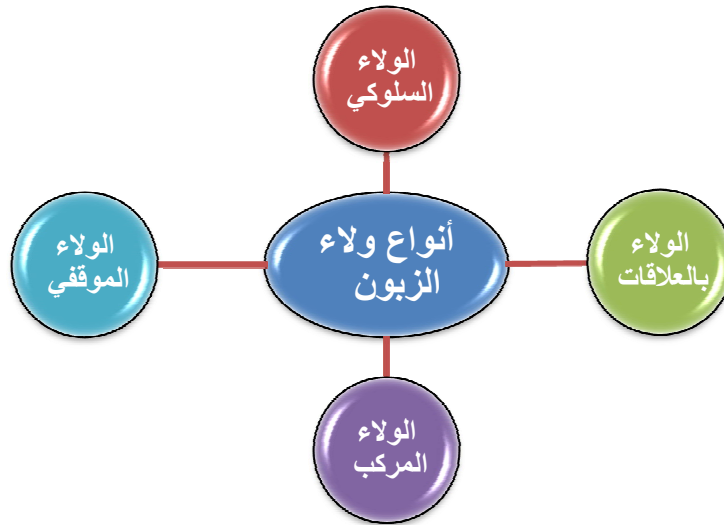 الولاء
السلوكي
أنواع ولاء
الزبون
الولاء
بالعلاقات
الولاء
الموقفي
الولاء
المركب